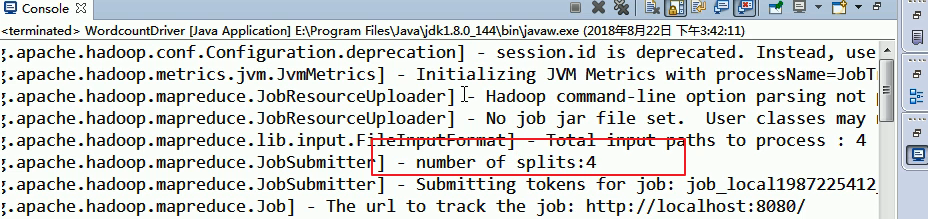 Console
<terminated> WordcountDriver [Java Application] E:\Program Files\Java\jdk1.8.0_144\bin\javaw.exe (2018年8月22日 下午3:42:11)
g.apache.hadoop.conf.Configuration.deprecation] - session.id is deprecated. Instead, use
g.apache.hadoop.metrics.jvm.JvmMetrics] - Initializing JVM Metrics with processName=JobTr
g.apache.hadoop.mapreduce.JobResourceUploader] - Hadoop command-line option parsing not p
g.apache.hadoop.mapreduce.JobResourceUploader] - No job jar file set.  User classes may n
g.apache.hadoop.mapreduce.lib.input.FileInputFormat] - Total input paths to process : 4
g.apache.hadoop.mapreduce.JobSubmitter] - number of splits:4
g.apache.hadoop.mapreduce.JobSubmitter] - Submitting tokens for job: job_local1987225412_
g.apache.hadoop.mapreduce.Job] - The url to track the job: http://localhost:8080/